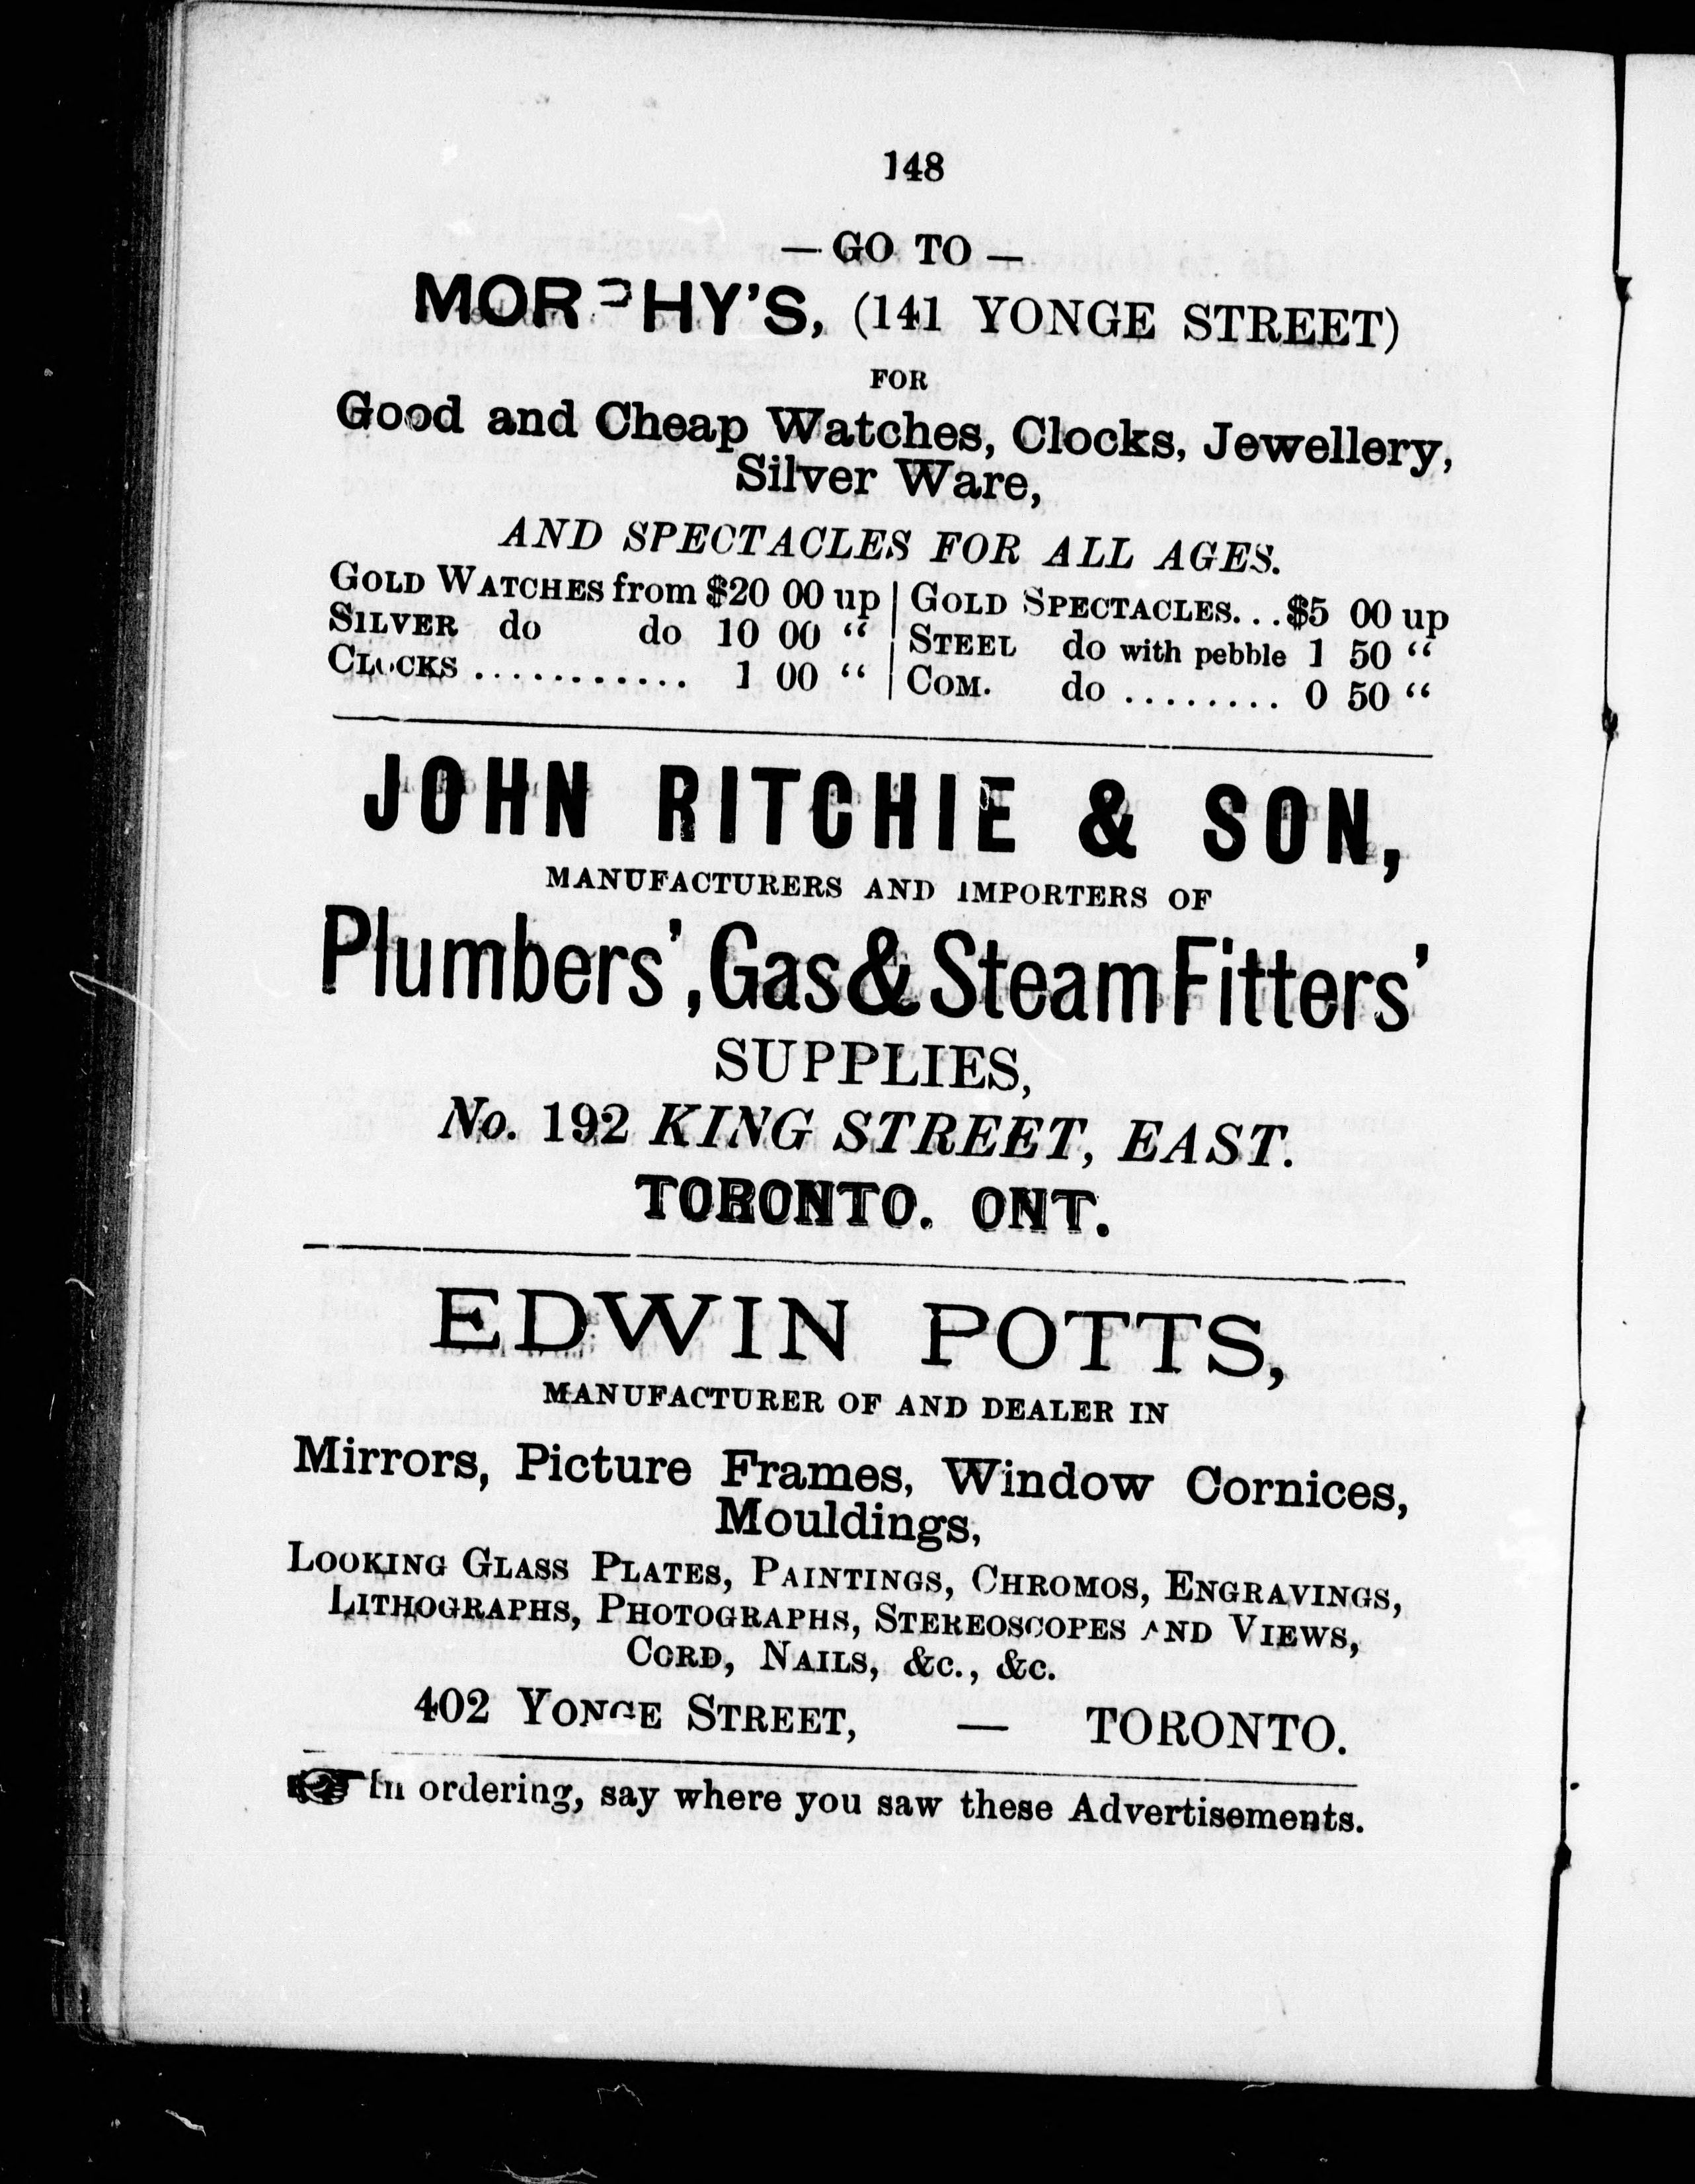 148
— GO TO —
MORPHY'S, (141 YONGE STREET)
FOR
Good and Cheap Watches, Clocks, Jewellery,
Silver Ware,
AND SPECTACLES FOR ALL AGES.
GOLD WATCHES from $20 00 up | GOLD SPECTACLES...$5 00 up
SILVER do do 10 00 “ | STEEL do with pebble 1 50 “
CLOCKS ........... 1 00 “ | COM. do ........ 0 50 “
JOHN RITCHIE & SON,
MANUFACTURERS AND IMPORTERS OF
Plumbers', Gas & Steam Fitters'
SUPPLIES,
No. 192 KING STREET, EAST.
TORONTO. ONT.
EDWIN POTTS,
MANUFACTURER OF AND DEALER IN
Mirrors, Picture Frames, Window Cornices,
Mouldings,
LOOKING GLASS PLATES, PAINTINGS, CHROMOS, ENGRAVINGS,
LITHOGRAPHS, PHOTOGRAPHS, STEREOSCOPES AND VIEWS,
CORD, NAILS, &C., &C.
402 YONGE STREET, — TORONTO.
☞ In ordering, say where you saw these Advertisements.